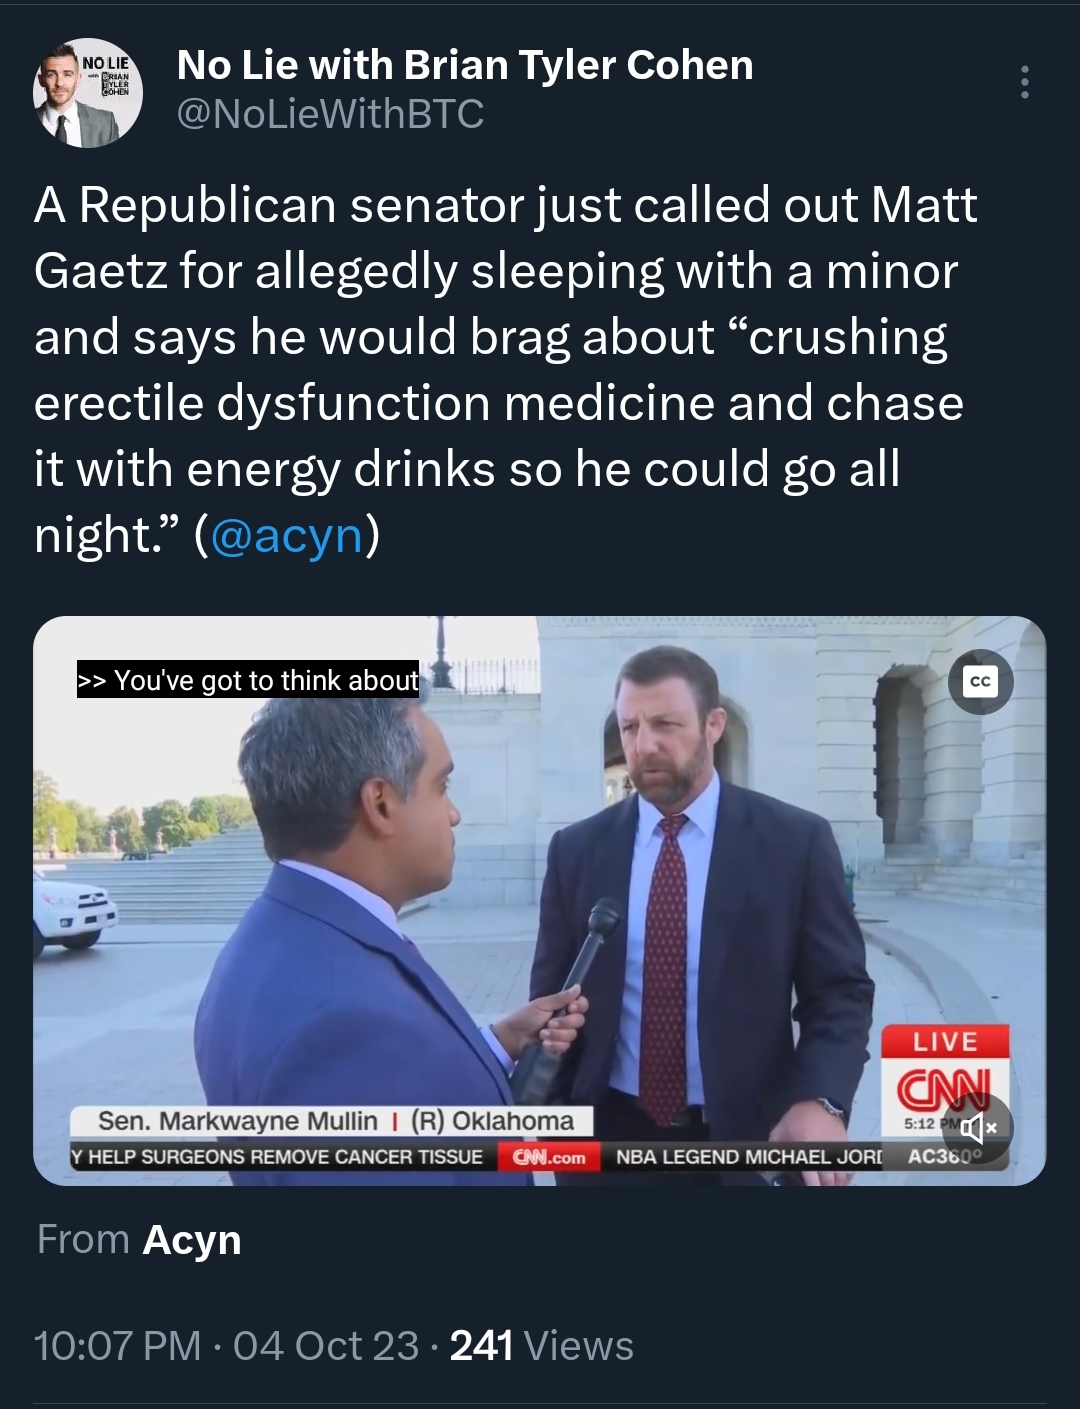 NO LIE
with BRIAN
TYLER
COHEN
No Lie with Brian Tyler Cohen
@NoLieWithBTC
A Republican senator just called out Matt
Gaetz for allegedly sleeping with a minor
and says he would brag about “crushing
erectile dysfunction medicine and chase
it with energy drinks so he could go all
night.” (@acyn)
>> You've got to think about
CC
LIVE
CNN
5:12 PM
Sen. Markwayne Mullin | (R) Oklahoma
Y HELP SURGEONS REMOVE CANCER TISSUE CNN.com NBA LEGEND MICHAEL JORD AC360°
From Acyn
10:07 PM · 04 Oct 23 · 241 Views